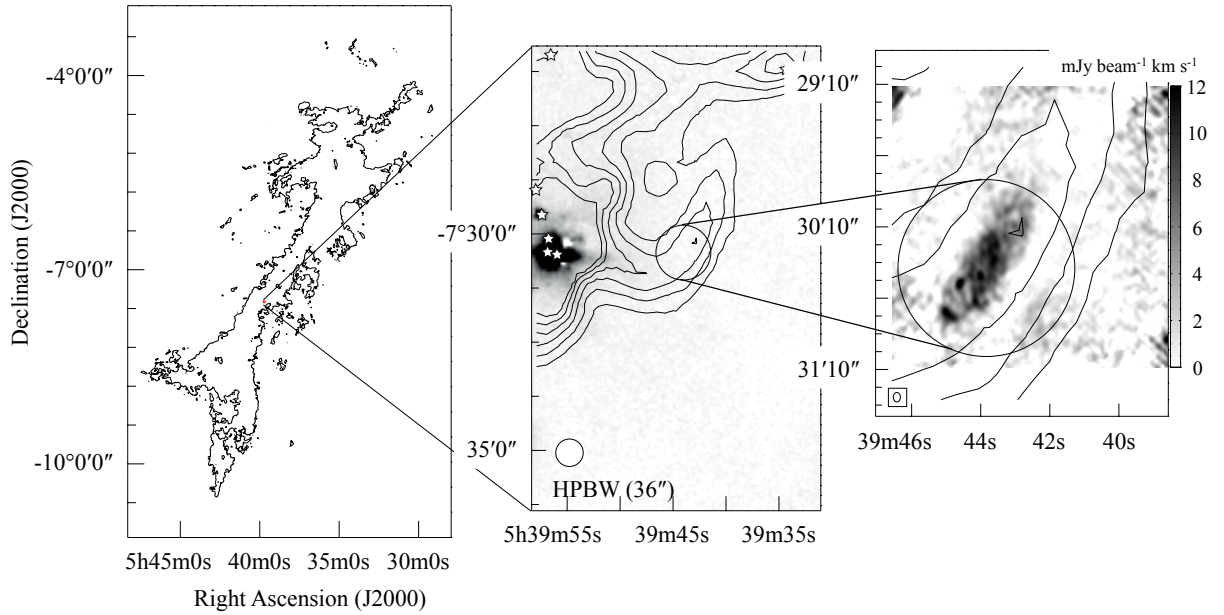 Declination (J2000)
-4°0′0″
-7°0′0″
-10°0′0″
5h45m0s 40m0s 35m0s 30m0s
Right Ascension (J2000)
-7°30′0″
35′0″
HPBW (36″)
5h39m55s 39m45s 39m35s
mJy beam-1 km s-1
29′10″
30′10″
31′10″
39m46s 44s 42s 40s
12
10
8
6
4
2
0